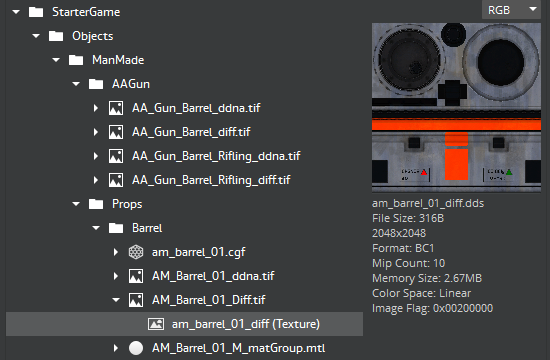 StarterGame
RGB
Objects
ManMade
AAGun
AA_Gun_Barrel_ddna.tif
AA_Gun_Barrel_diff.tif
AA_Gun_Barrel_Rifling_ddna.tif
AA_Gun_Barrel_Rifling_diff.tif
Props
Barrel
am_barrel_01.cgf
AM_Barrel_01_ddna.tif
AM_Barrel_01_Diff.tif
am_barrel_01_diff (Texture)
AM_Barrel_01_M_matGroup.mtl
am_barrel_01_diff.dds
File Size: 316B
2048x2048
Format: BC1
Mip Count: 10
Memory Size: 2.67MB
Color Space: Linear
Image Flag: 0x00200000